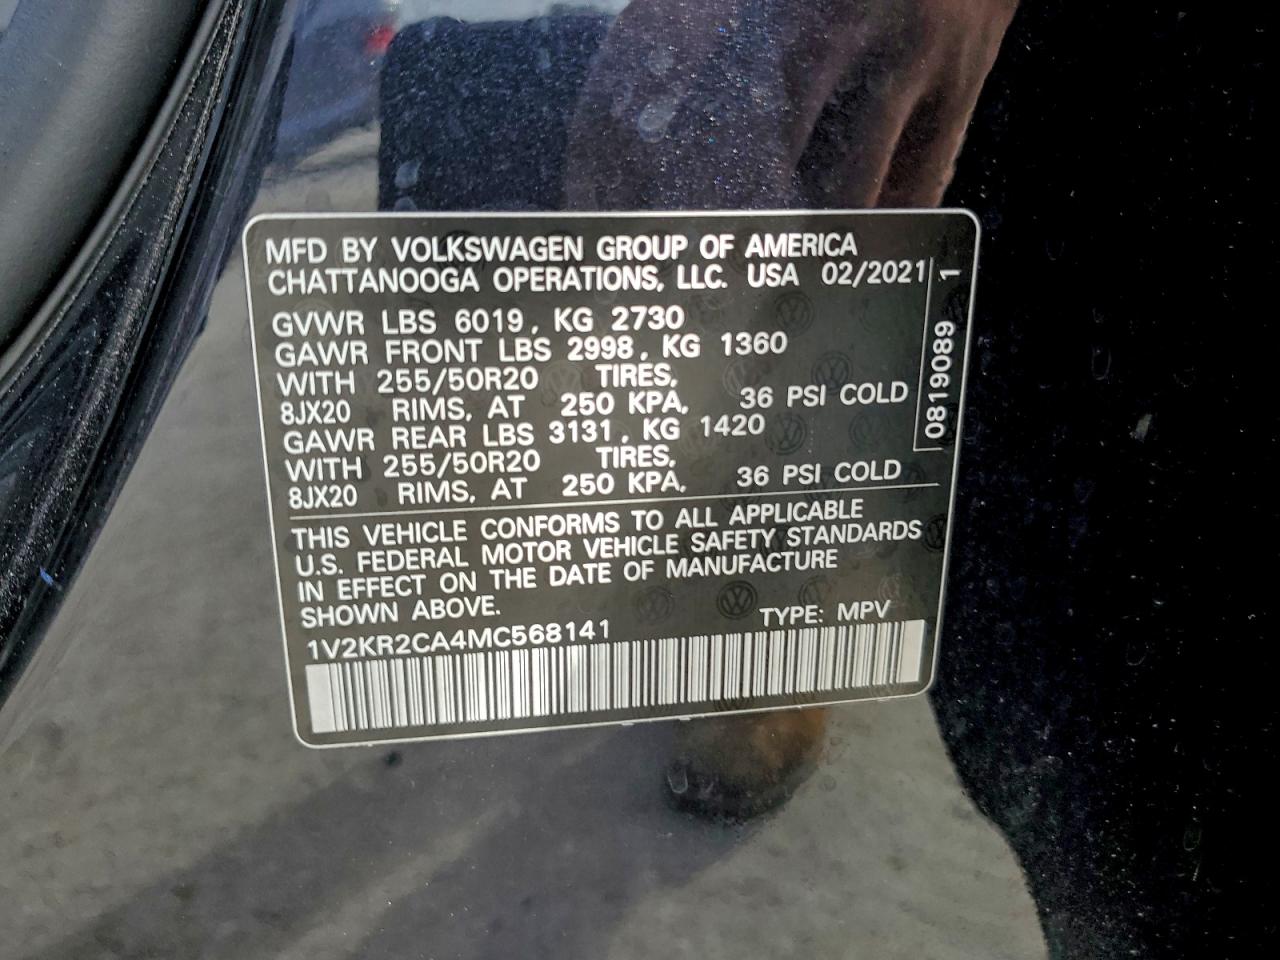 MFD BY VOLKSWAGEN GROUP OF AMERICA
CHATTANOOGA OPERATIONS, LLC. USA 02/2021
GVWR LBS 6019, KG 2730
GAWR FRONT LBS 2998, KG 1360
WITH 255/50R20 TIRES,
8JX20 RIMS, AT 250 KPA, 36 PSI COLD
GAWR REAR LBS 3131, KG 1420
WITH 255/50R20 TIRES,
8JX20 RIMS, AT 250 KPA, 36 PSI COLD
THIS VEHICLE CONFORMS TO ALL APPLICABLE
U.S. FEDERAL MOTOR VEHICLE SAFETY STANDARDS
IN EFFECT ON THE DATE OF MANUFACTURE
SHOWN ABOVE.
1V2KR2CA4MC568141 TYPE: MPV
0819089 1